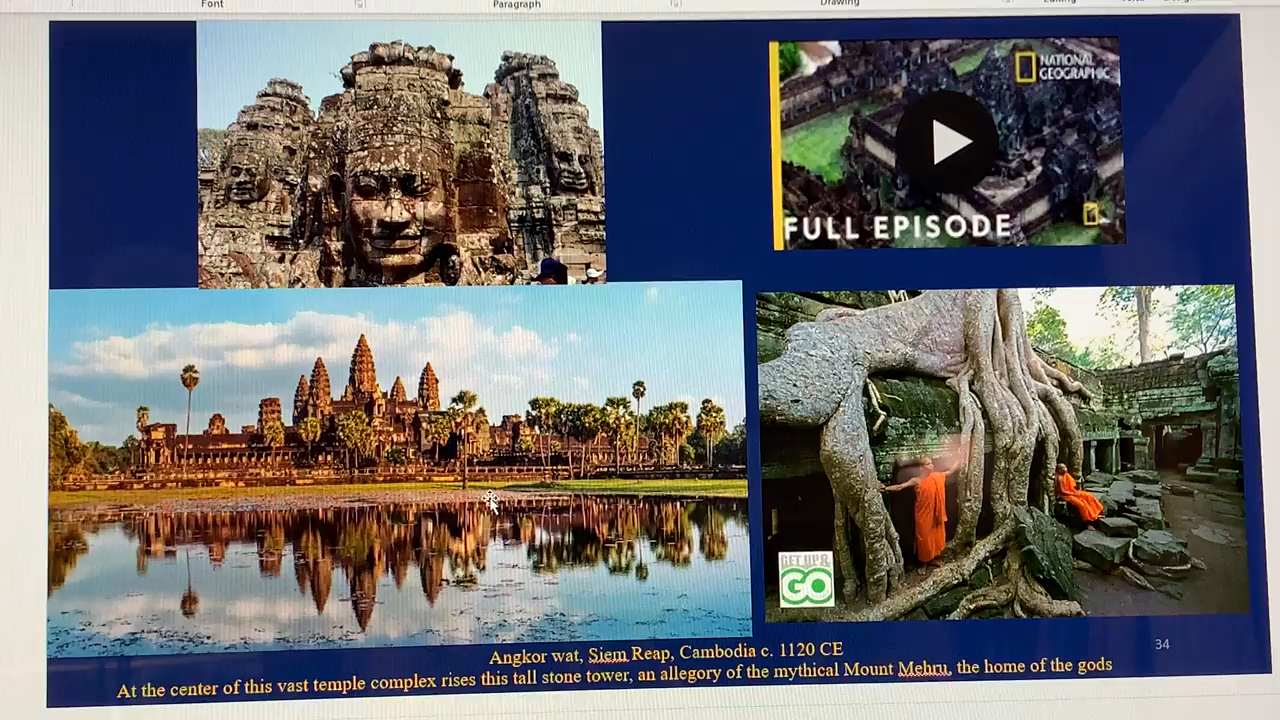 Font
Paragraph
Drawing
NATIONAL
GEOGRAPHIC
FULL EPISODE
GET UP &
GO
34
Angkor wat, Siem Reap, Cambodia c. 1120 CE
At the center of this vast temple complex rises this tall stone tower, an allegory of the mythical Mount Mehru, the home of the gods